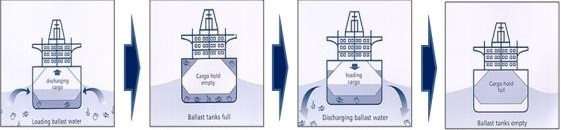 discharging
cargo
Loading ballast water
Cargo hold
empty
Ballast tanks full
loading
cargo
Discharging ballast water
Cargo hold
full
Ballast tanks empty